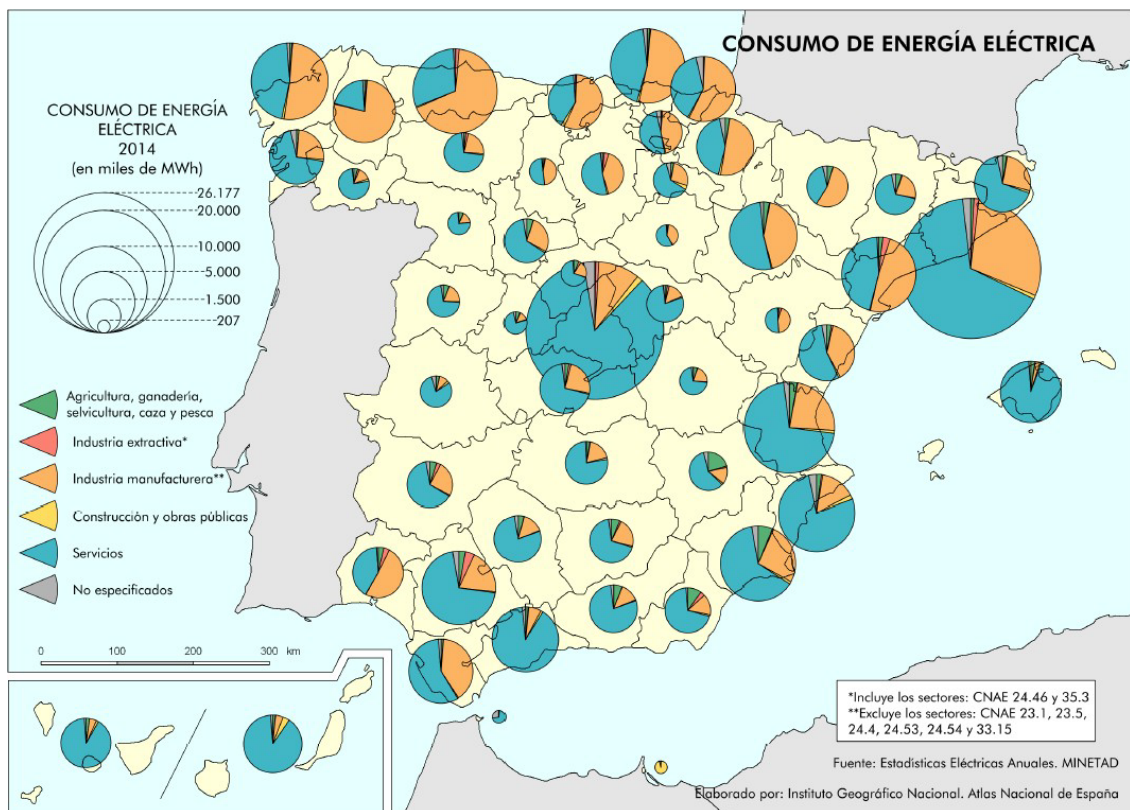 CONSUMO DE ENERGÍA ELÉCTRICA
CONSUMO DE ENERGÍA
ELÉCTRICA
2014
(en miles de MWh)
26.177
20.000
10.000
5.000
1.500
207
Agricultura, ganadería,
selvicultura, caza y pesca
Industria extractiva*
Industria manufacturera**
Construcción y obras públicas
Servicios
No especificados
0 100 200 300 km
*Incluye los sectores: CNAE 24.46 y 35.3
**Excluye los sectores: CNAE 23.1, 23.5,
24.4, 24.53, 24.54 y 33.15
Fuente: Estadisticas Eléctricas Anuales. MINETAD
Elaborado por: Instituto Geográfico Nacional. Atlas Nacional de España